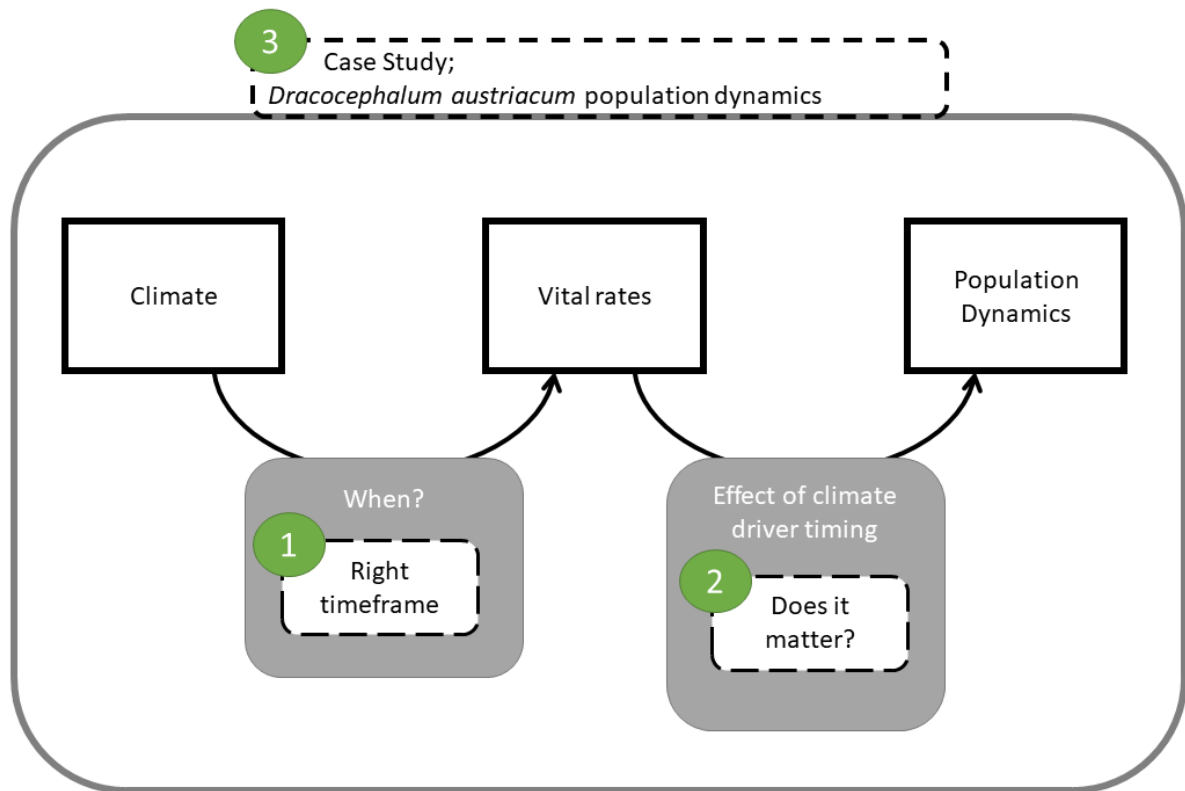 3
Case Study;
Dracocephalum austriacum population dynamics
Climate
Vital rates
Population
Dynamics
When?
1
Right
timeframe
Effect of climate
driver timing
2
Does it
matter?